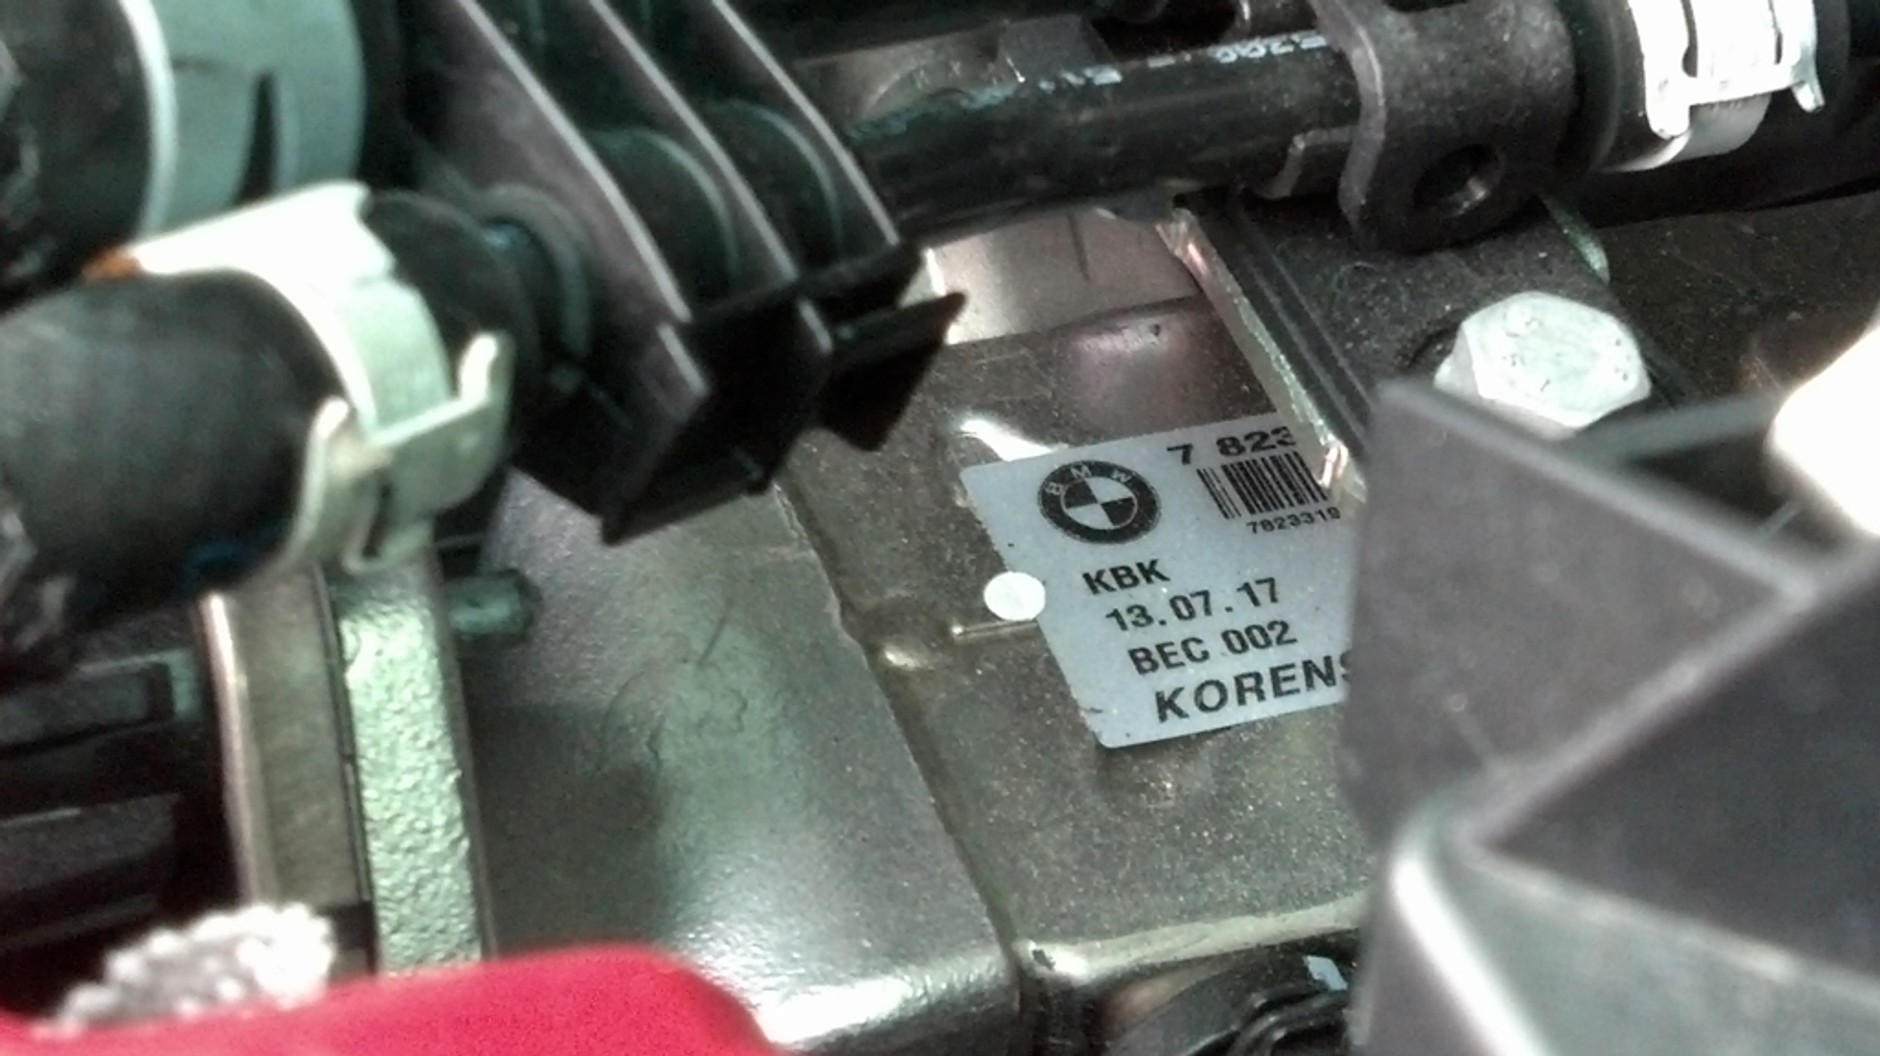 BMW
7 823
7823319
KBK
13.07.17
BEC 002
KORENS